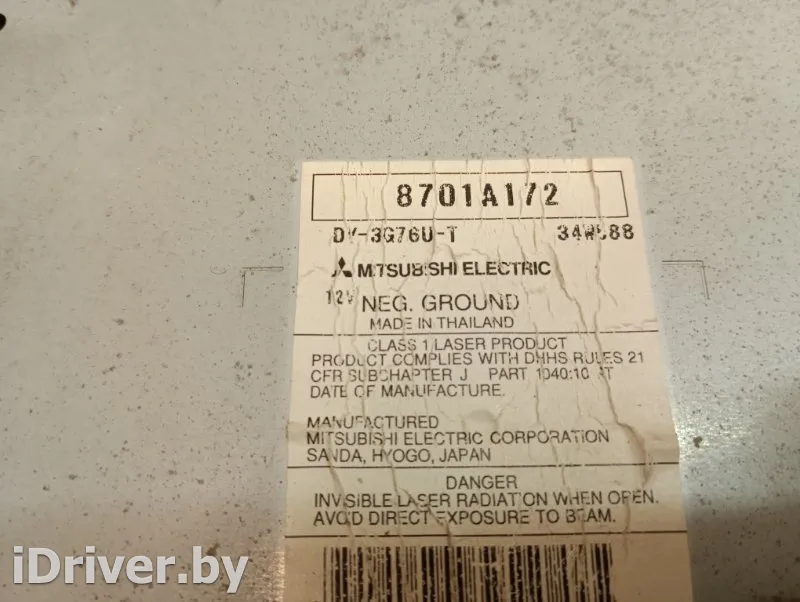 8701A172
DV-3G76U-T 34W588
MITSUBISHI ELECTRIC
12V NEG. GROUND
MADE IN THAILAND
CLASS 1 LASER PRODUCT
PRODUCT COMPLIES WITH DHHS RULES 21
CFR SUBCHAPTER J PART 1040:10 AT
DATE OF MANUFACTURE.
MANUFACTURED
MITSUBISHI ELECTRIC CORPORATION
SANDA, HYOGO, JAPAN
DANGER
INVISIBLE LASER RADIATION WHEN OPEN.
AVOID DIRECT EXPOSURE TO BEAM.
iDriver.by